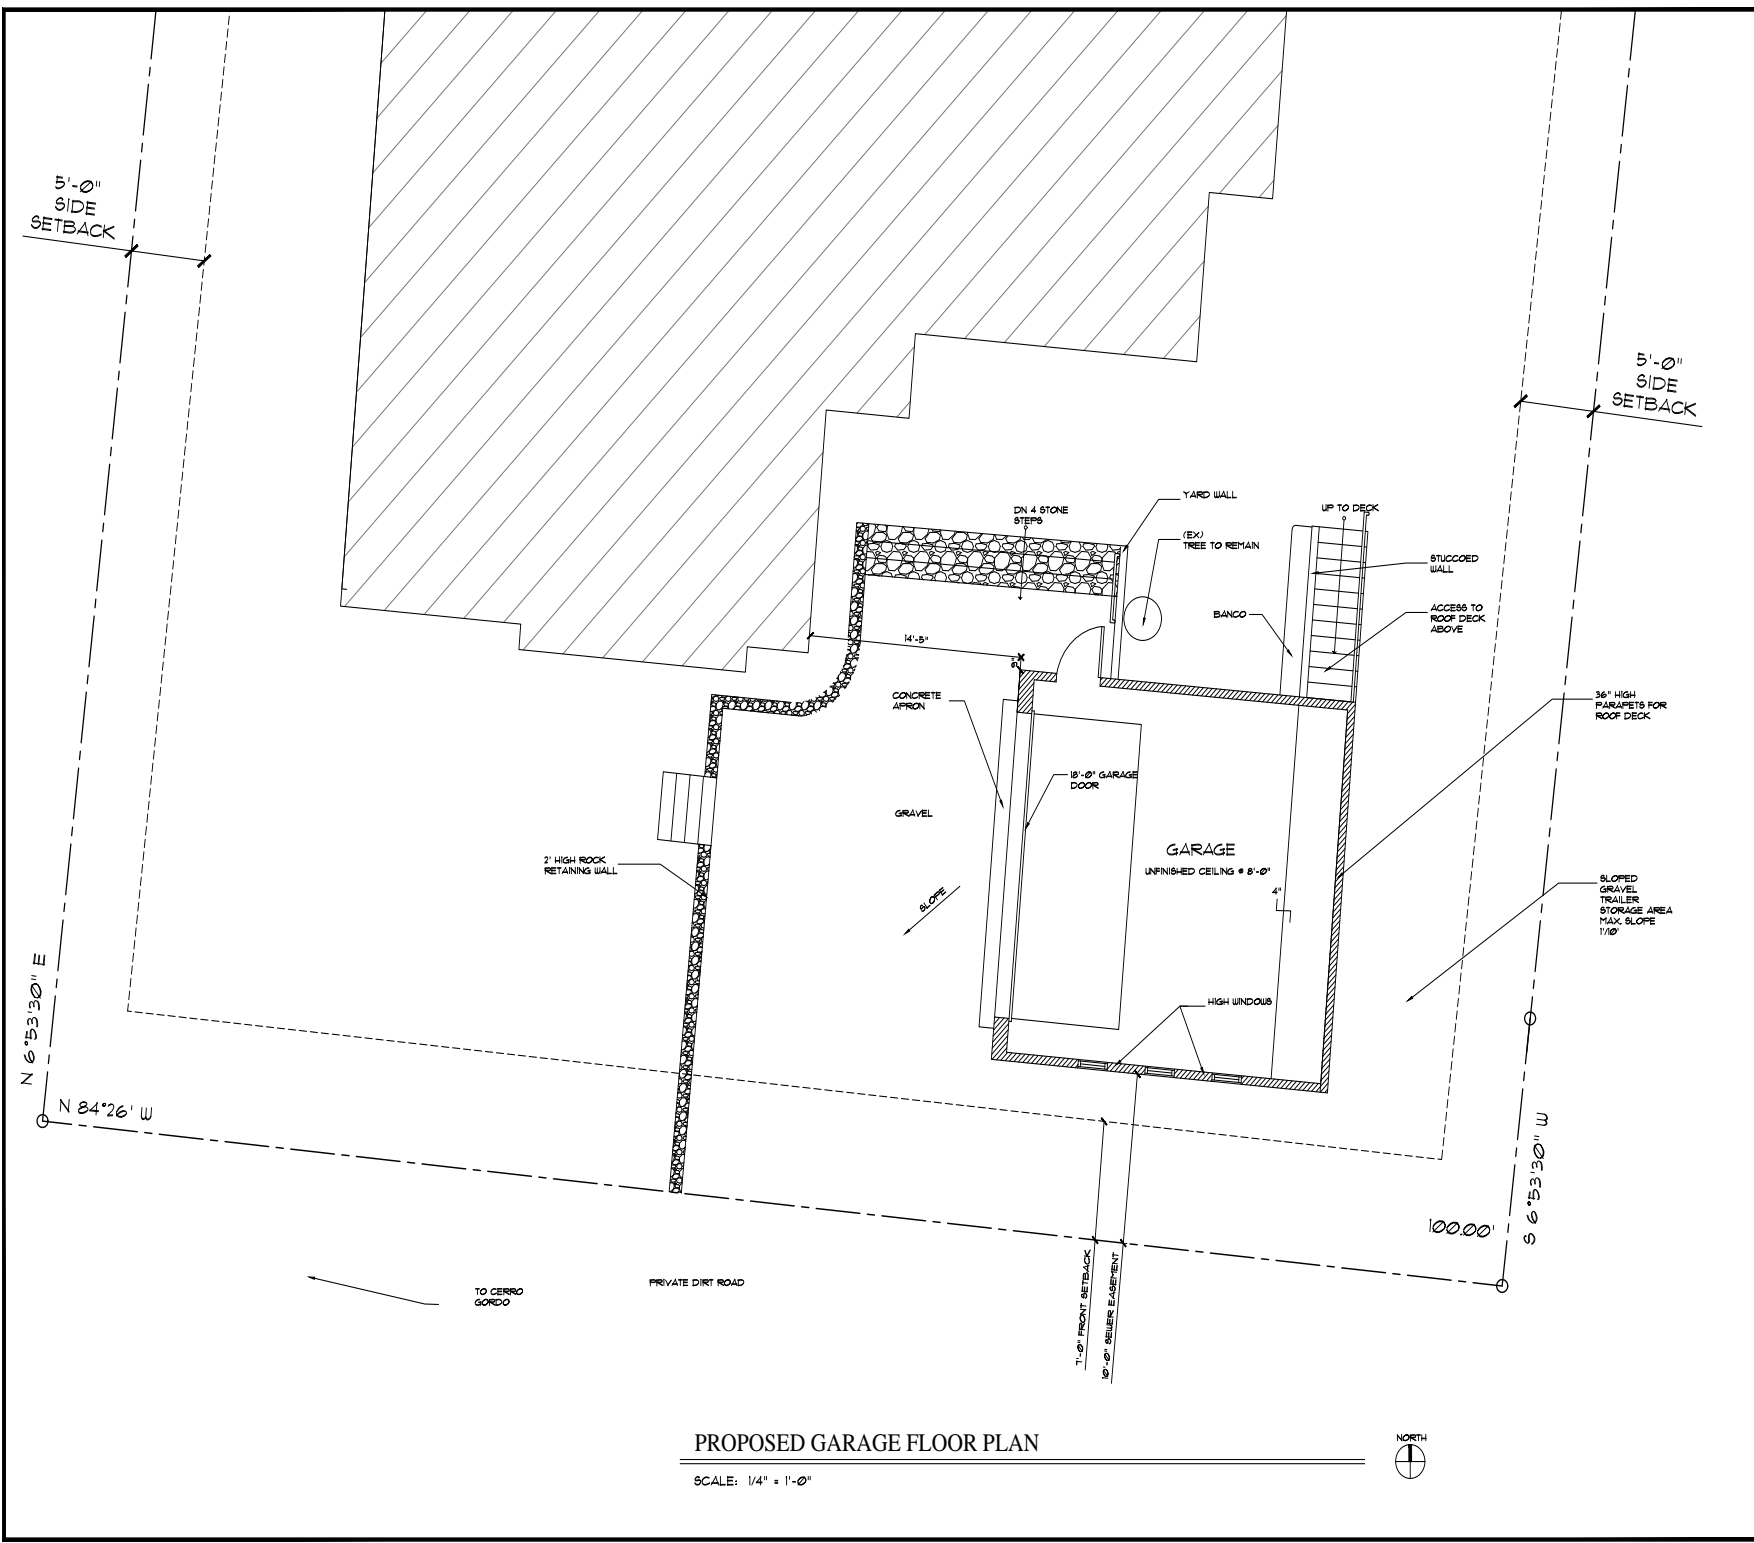 5'-0"
SIDE
SETBACK
5'-0"
SIDE
SETBACK
DN 4 STONE
STEPS
YARD WALL
(EX)
TREE TO REMAIN
UP TO DECK
STUCCOED
WALL
BANCO
ACCESS TO
ROOF DECK
ABOVE
CONCRETE
APRON
36" HIGH
PARAPETS FOR
ROOF DECK
18'-0" GARAGE
DOOR
GRAVEL
GARAGE
UNFINISHED CEILING @ 8'-0"
4"
2' HIGH ROCK
RETAINING WALL
SLOPE
SLOPED
GRAVEL
TRAILER
STORAGE AREA
MAX. SLOPE
1'/10'
HIGH WINDOWS
N 6°53'30" E
N 84°26' W
S 6°53'30" W
100.00'
7'-0" FRONT SETBACK
10'-0" SEWER EASEMENT
TO CERRO
GORDO
PRIVATE DIRT ROAD
PROPOSED GARAGE FLOOR PLAN
SCALE: 1/4" = 1'-0"
NORTH